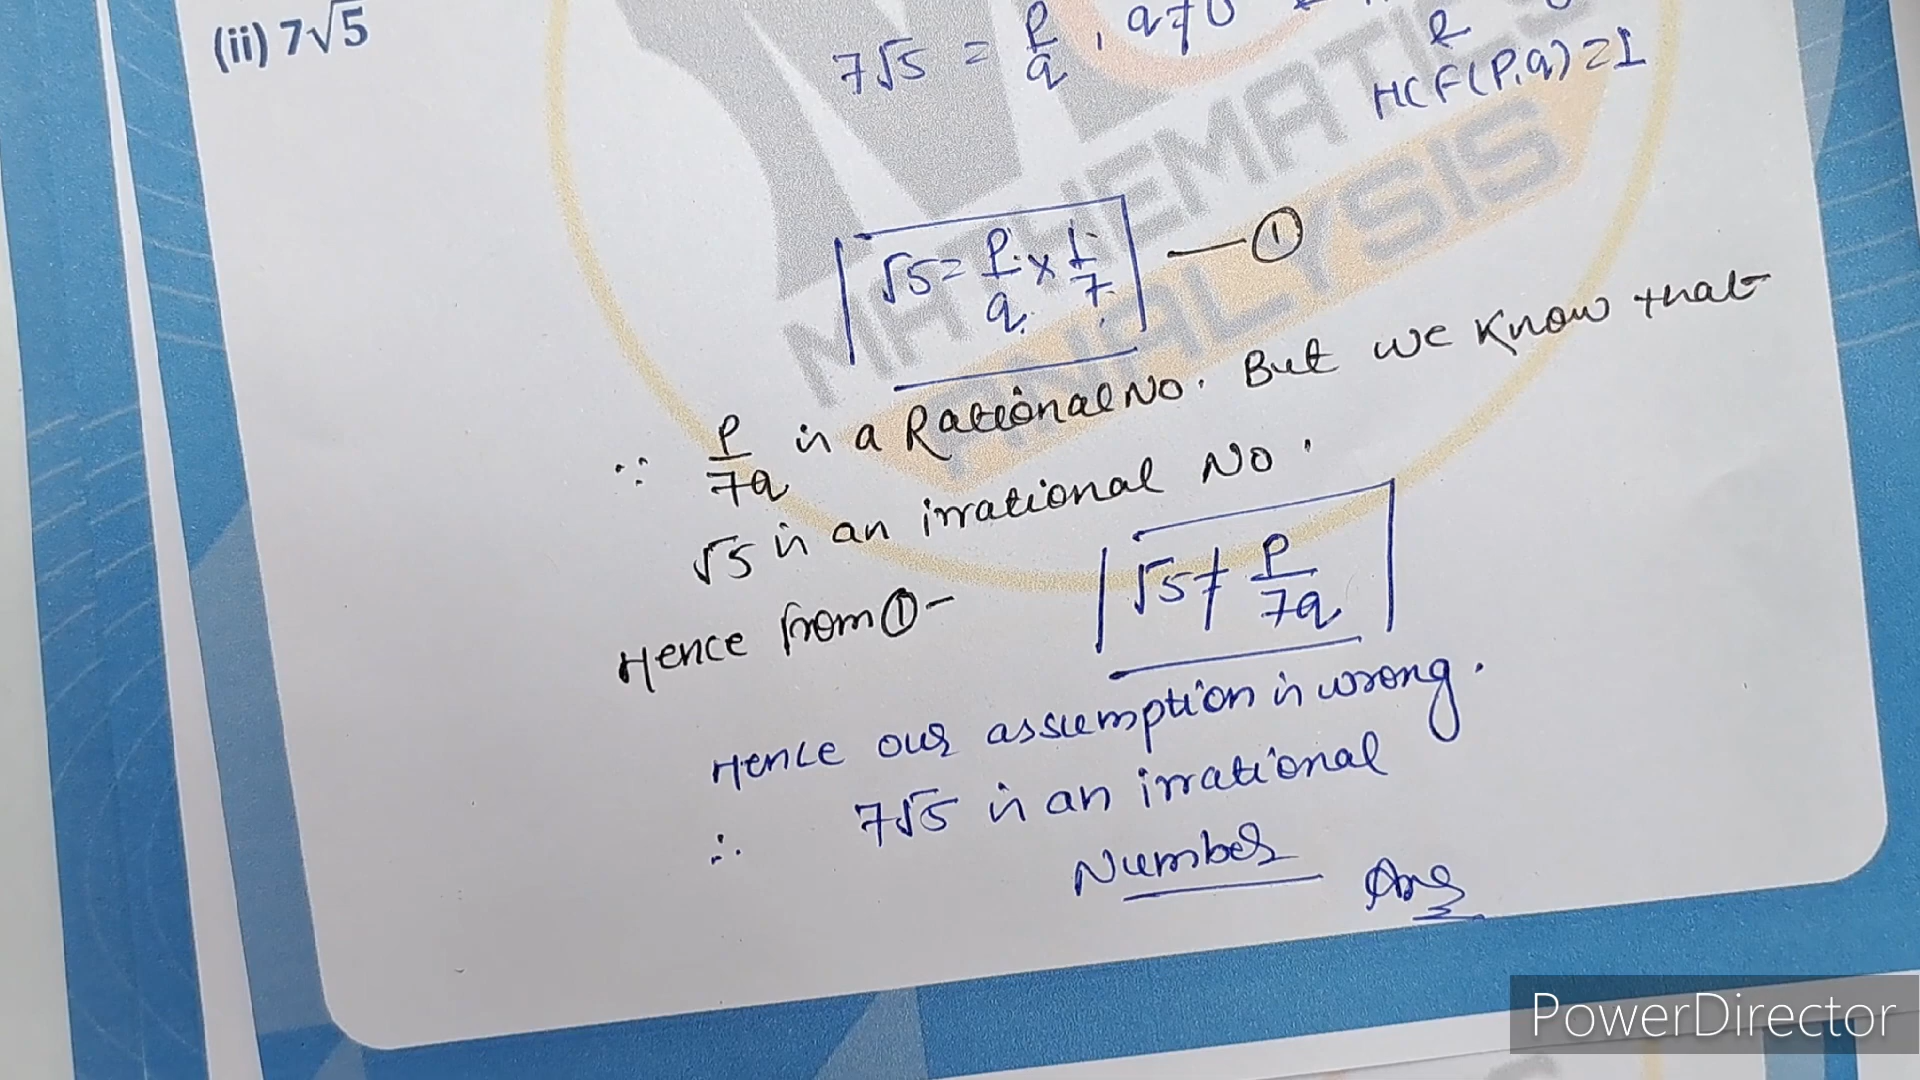 (ii) 7√5
7√5 = p/q , q≠0
HCF(P,q)=1
√5 = P/q × 1/7 — ①
∵ P/7q is a Rational No. But we know that
√5 is an irrational No.
Hence from ① – √5 ≠ P/7q
Hence our assumption is wrong.
∴ 7√5 is an irrational
Number Ans
MATHEMATICS
ANALYSIS
PowerDirector